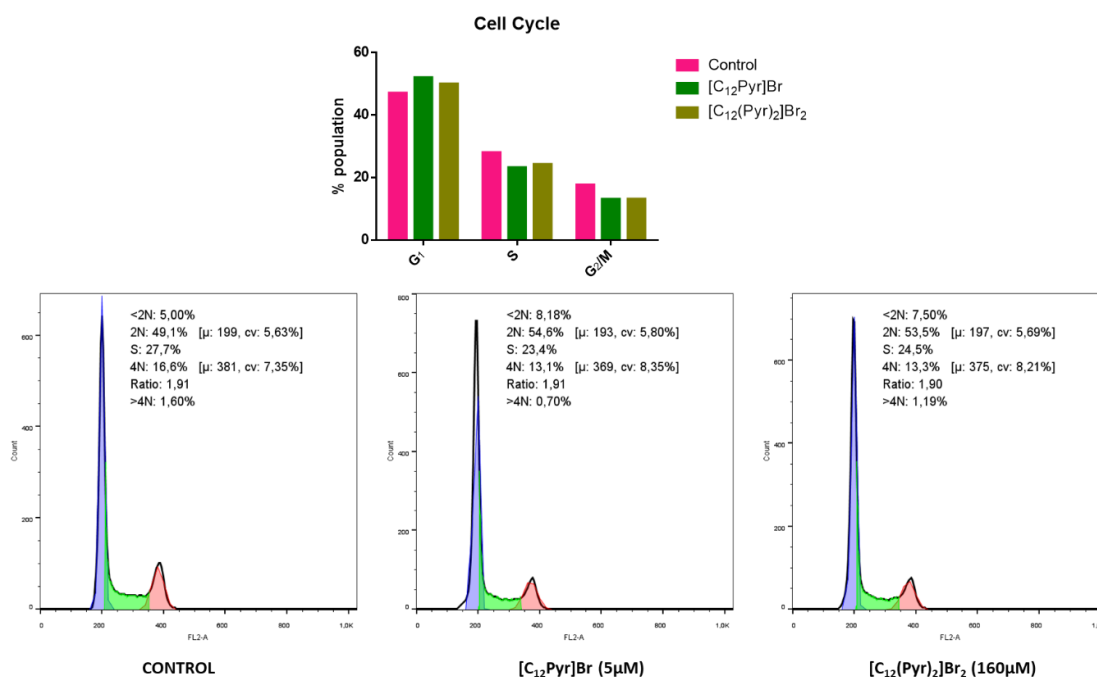 Cell Cycle
60
40
20
0
% population
G₁
S
G₂/M
Control
[C₁₂Pyr]Br
[C₁₂(Pyr)₂]Br₂
<2N: 5,00%
2N: 49,1% [µ: 199, cv: 5,63%]
S: 27,7%
4N: 16,6% [µ: 381, cv: 7,35%]
Ratio: 1,91
>4N: 1,60%
600
400
200
0
Count
0 200 400 600 800 1,0K
FL2-A
CONTROL
<2N: 8,18%
2N: 54,6% [µ: 193, cv: 5,80%]
S: 23,4%
4N: 13,1% [µ: 369, cv: 8,35%]
Ratio: 1,91
>4N: 0,70%
800
600
400
200
0
Count
0 200 400 600 800 1,0K
FL2-A
[C₁₂Pyr]Br (5µM)
<2N: 7,50%
2N: 53,5% [µ: 197, cv: 5,69%]
S: 24,5%
4N: 13,3% [µ: 375, cv: 8,21%]
Ratio: 1,90
>4N: 1,19%
600
400
200
0
Count
0 200 400 600 800 1,0K
FL2-A
[C₁₂(Pyr)₂]Br₂ (160µM)